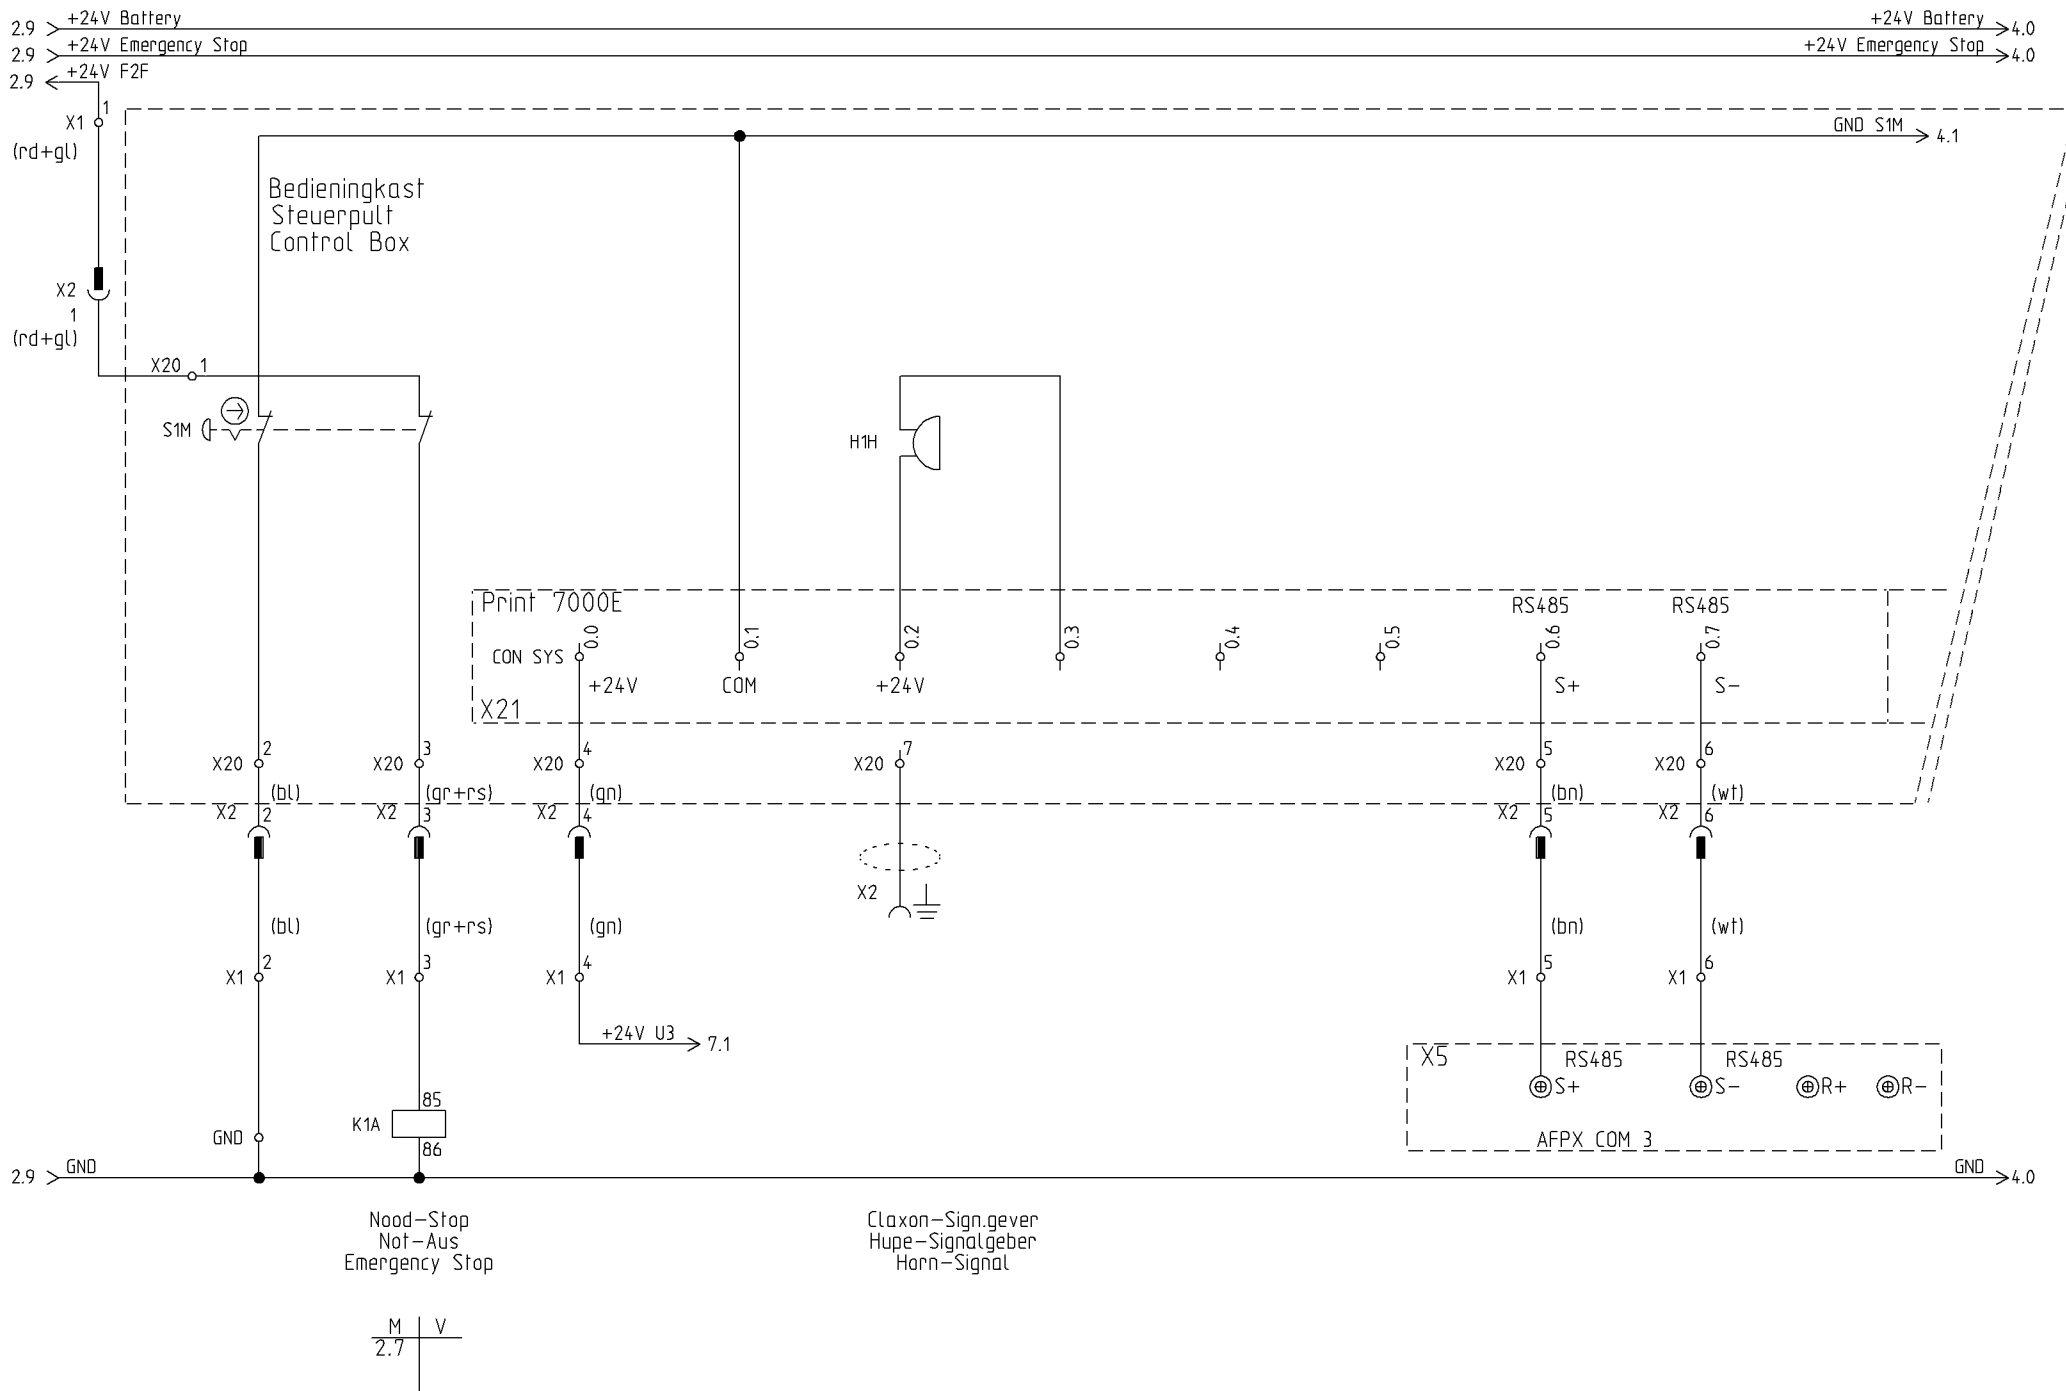 2.9 +24V Battery +24V Battery 4.0
2.9 +24V Emergency Stop +24V Emergency Stop 4.0
2.9 +24V F2F
1
X1
(rd+gl)
GND S1M 4.1
Bedieningkast
Steuerpult
Control Box
X2
1
(rd+gl)
X20 1
S1M
H1H
Print 7000E
RS485 RS485
CON SYS 0.0 0.1 0.2 0.3 0.4 0.5 0.6 0.7
+24V COM +24V S+ S-
X21
2 3 4 7 5 6
X20 X20 X20 X20 X20 X20
(bl) (gr+rs) (gn) (bn) (wt)
X2 2 X2 3 X2 4 X2 5 X2 6
X2
(bl) (gr+rs) (gn) (bn) (wt)
2 3 4 5 6
X1 X1 X1 X1 X1
+24V U3 7.1
X5 RS485 RS485
S+ S- R+ R-
AFPX COM 3
85
K1A
86
GND
2.9 GND GND 4.0
Nood-Stop
Not-Aus
Emergency Stop
Claxon-Sign.gever
Hupe-Signalgeber
Horn-Signal
M V
2.7